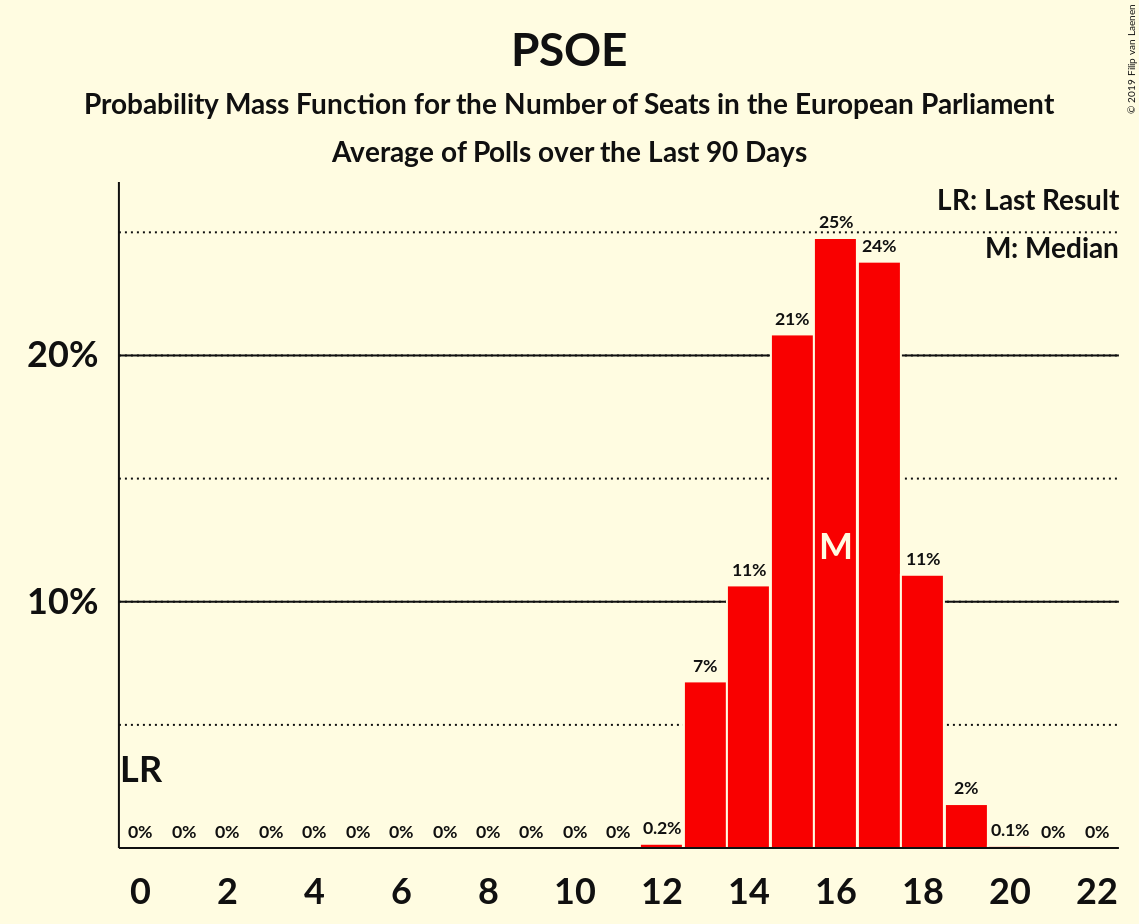 PSOE
Probability Mass Function for the Number of Seats in the European Parliament
Average of Polls over the Last 90 Days
© 2019 Filip van Laenen
LR: Last Result
M: Median
25%
24%
21%
20%
M
11%
11%
10%
7%
LR
2%
0% 0% 0% 0% 0% 0% 0% 0% 0% 0% 0% 0% 0.2% 0.1% 0% 0%
0 2 4 6 8 10 12 14 16 18 20 22